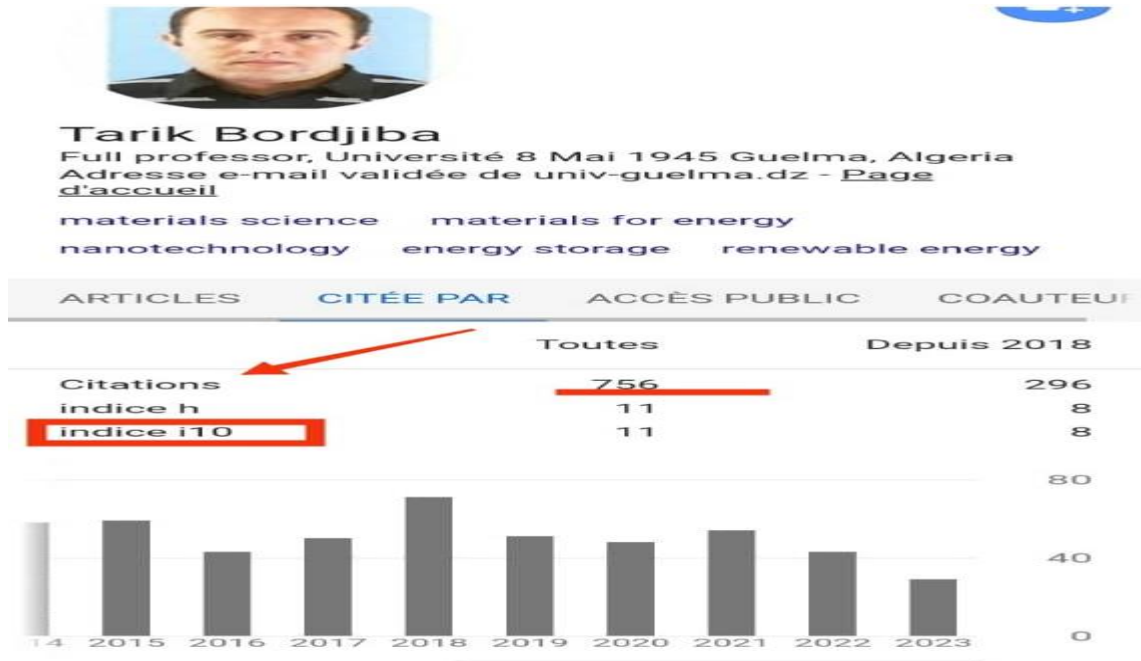 Tarik Bordjiba
Full professor, Université 8 Mai 1945 Guelma, Algeria
Adresse e-mail validée de univ-guelma.dz - Page
d'accueil
materials science materials for energy
nanotechnology energy storage renewable energy
ARTICLES CITÉE PAR ACCÈS PUBLIC COAUTEU
Toutes Depuis 2018
Citations 756 296
indice h 11 8
indice i10 11 8
80
40
0
14 2015 2016 2017 2018 2019 2020 2021 2022 2023